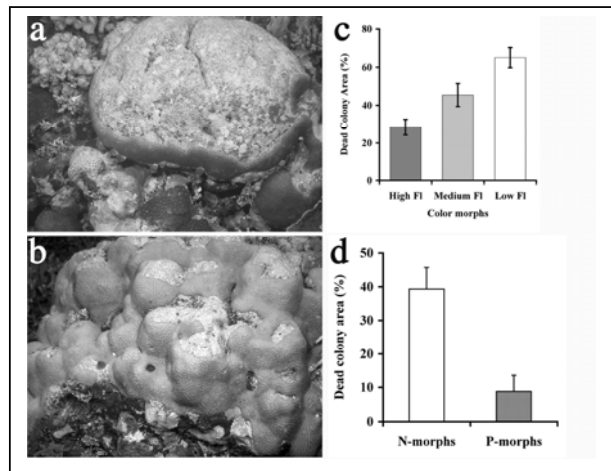 a
b
c
Dead Colony Area (%)
80
60
40
20
0
High Fl Medium Fl Low Fl
Color morphs
d
Dead colony area (%)
50
40
30
20
10
0
N-morphs P-morphs